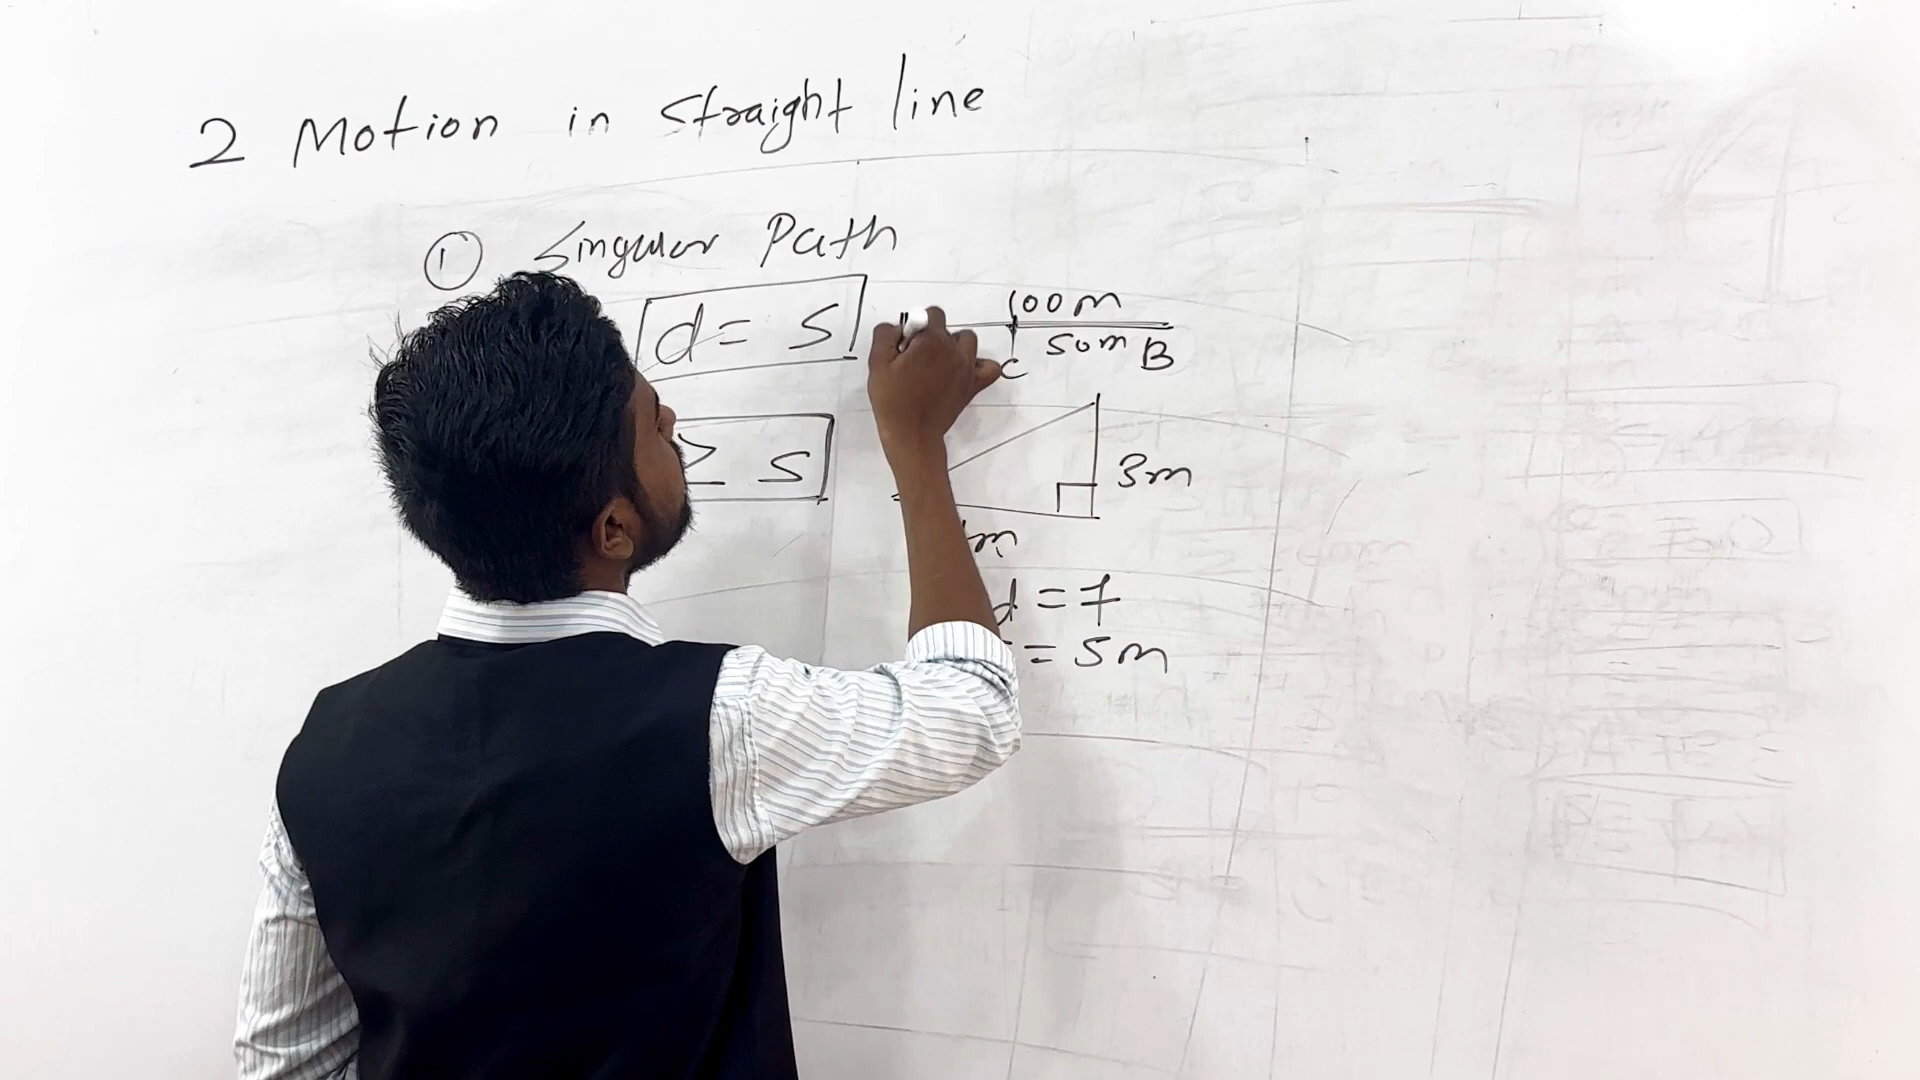 2 Motion in Straight line
① Singular Path
d = S
100m
50m B
C
≥ S
3m
m
d = 7
= 5m